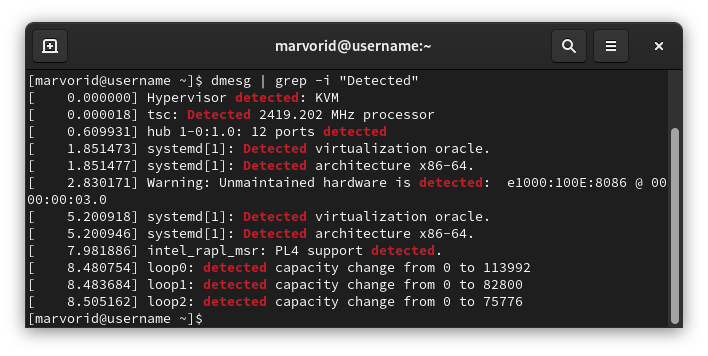 marvorid@username:~
[marvorid@username ~]$ dmesg | grep -i "Detected"
[    0.000000] Hypervisor detected: KVM
[    0.000018] tsc: Detected 2419.202 MHz processor
[    0.609931] hub 1-0:1.0: 12 ports detected
[    1.851473] systemd[1]: Detected virtualization oracle.
[    1.851477] systemd[1]: Detected architecture x86-64.
[    2.830171] Warning: Unmaintained hardware is detected:  e1000:100E:8086 @ 00
00:00:03.0
[    5.200918] systemd[1]: Detected virtualization oracle.
[    5.200946] systemd[1]: Detected architecture x86-64.
[    7.981886] intel_rapl_msr: PL4 support detected.
[    8.480754] loop0: detected capacity change from 0 to 113992
[    8.483684] loop1: detected capacity change from 0 to 82800
[    8.505162] loop2: detected capacity change from 0 to 75776
[marvorid@username ~]$